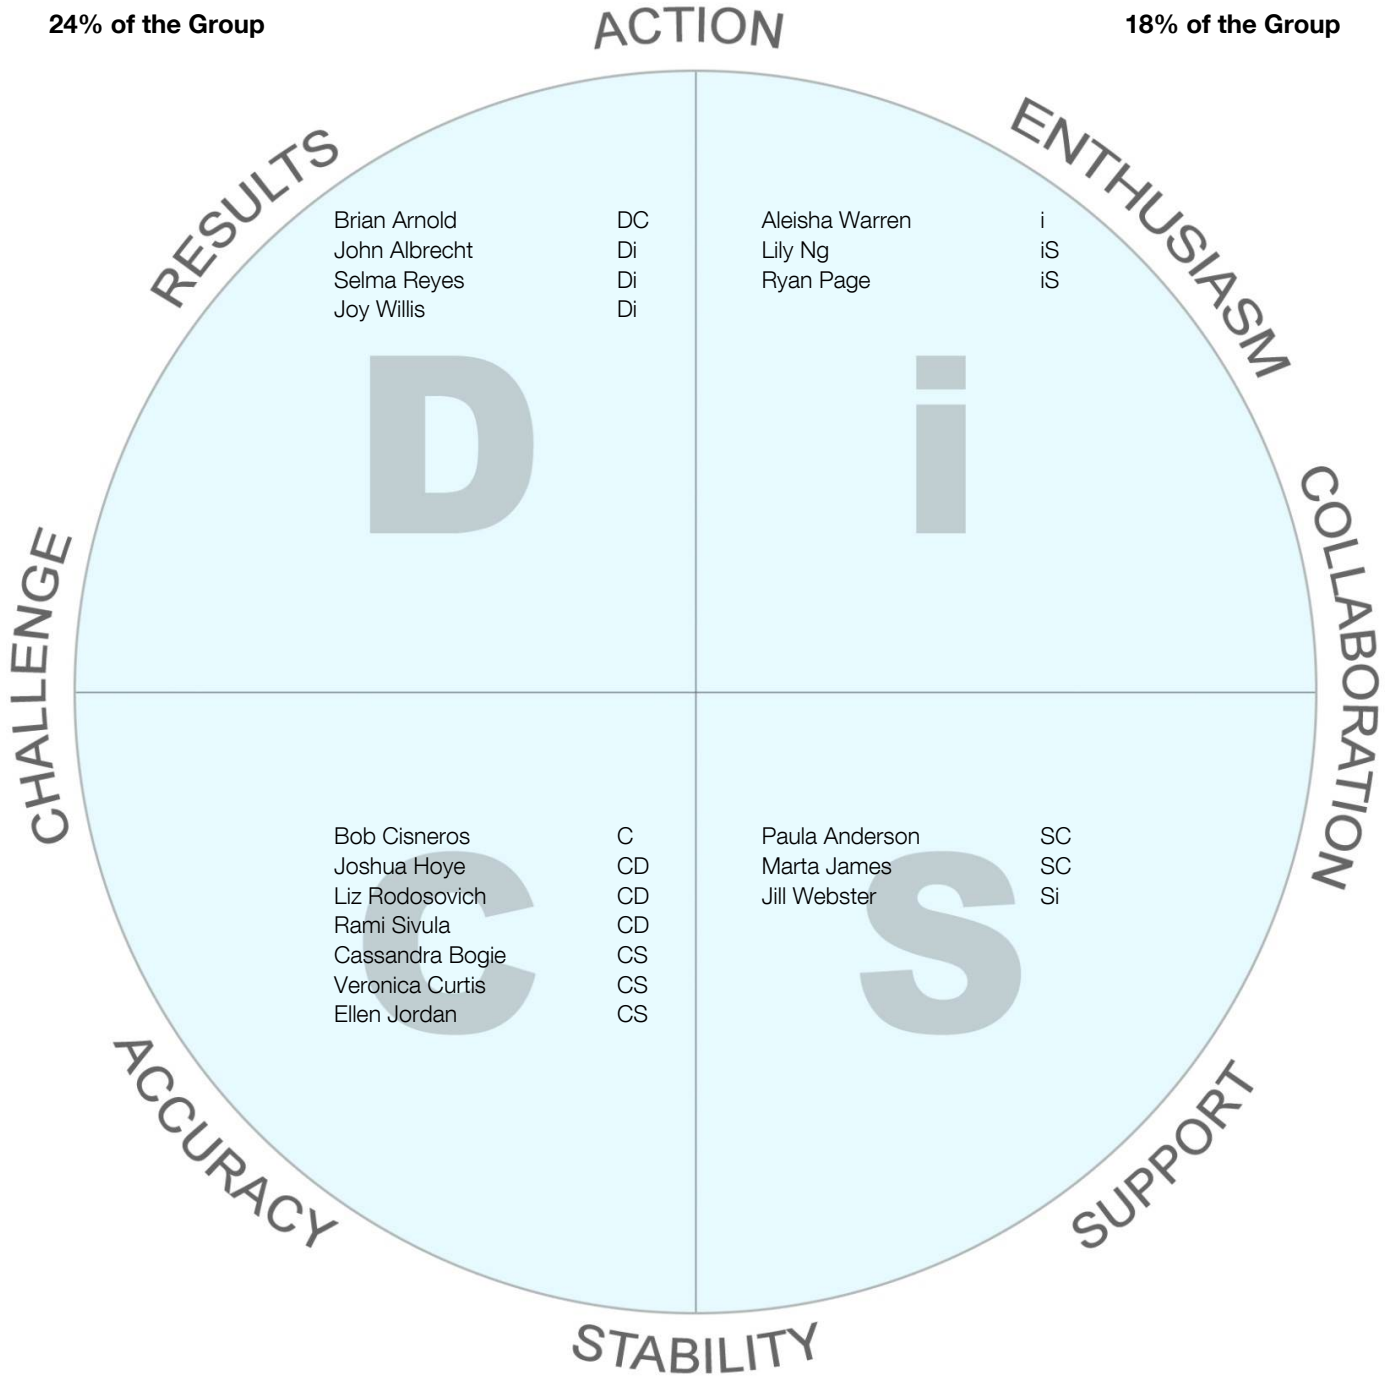 24% of the Group
18% of the Group
ACTION
RESULTS
ENTHUSIASM
Brian Arnold DC
John Albrecht Di
Selma Reyes Di
Joy Willis Di
Aleisha Warren i
Lily Ng iS
Ryan Page iS
D
i
CHALLENGE
COLLABORATION
Bob Cisneros C
Joshua Hoye CD
Liz Rodosovich CD
Rami Sivula CD
Cassandra Bogie CS
Veronica Curtis CS
Ellen Jordan CS
Paula Anderson SC
Marta James SC
Jill Webster Si
C
S
ACCURACY
SUPPORT
STABILITY